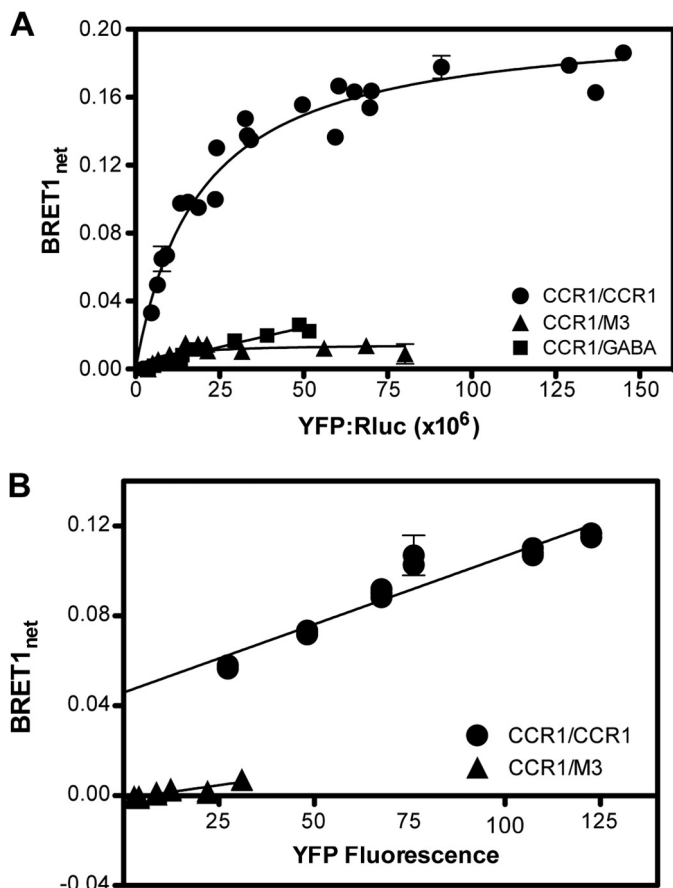 A
0.20
0.16
0.12
0.08
0.04
0.00
BRET1net
CCR1/CCR1
CCR1/M3
CCR1/GABA
0 25 50 75 100 125 150
YFP:Rluc (x10⁶)
B
0.12
0.08
0.04
0.00
-0.04
BRET1net
CCR1/CCR1
CCR1/M3
25 50 75 100 125
YFP Fluorescence